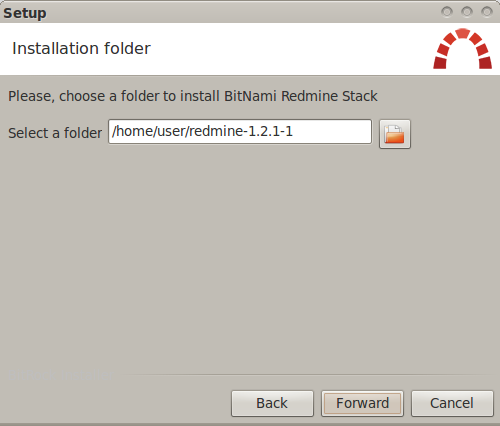 Setup
Installation folder
Please, choose a folder to install BitNami Redmine Stack
Select a folder /home/user/redmine-1.2.1-1
Back Forward Cancel